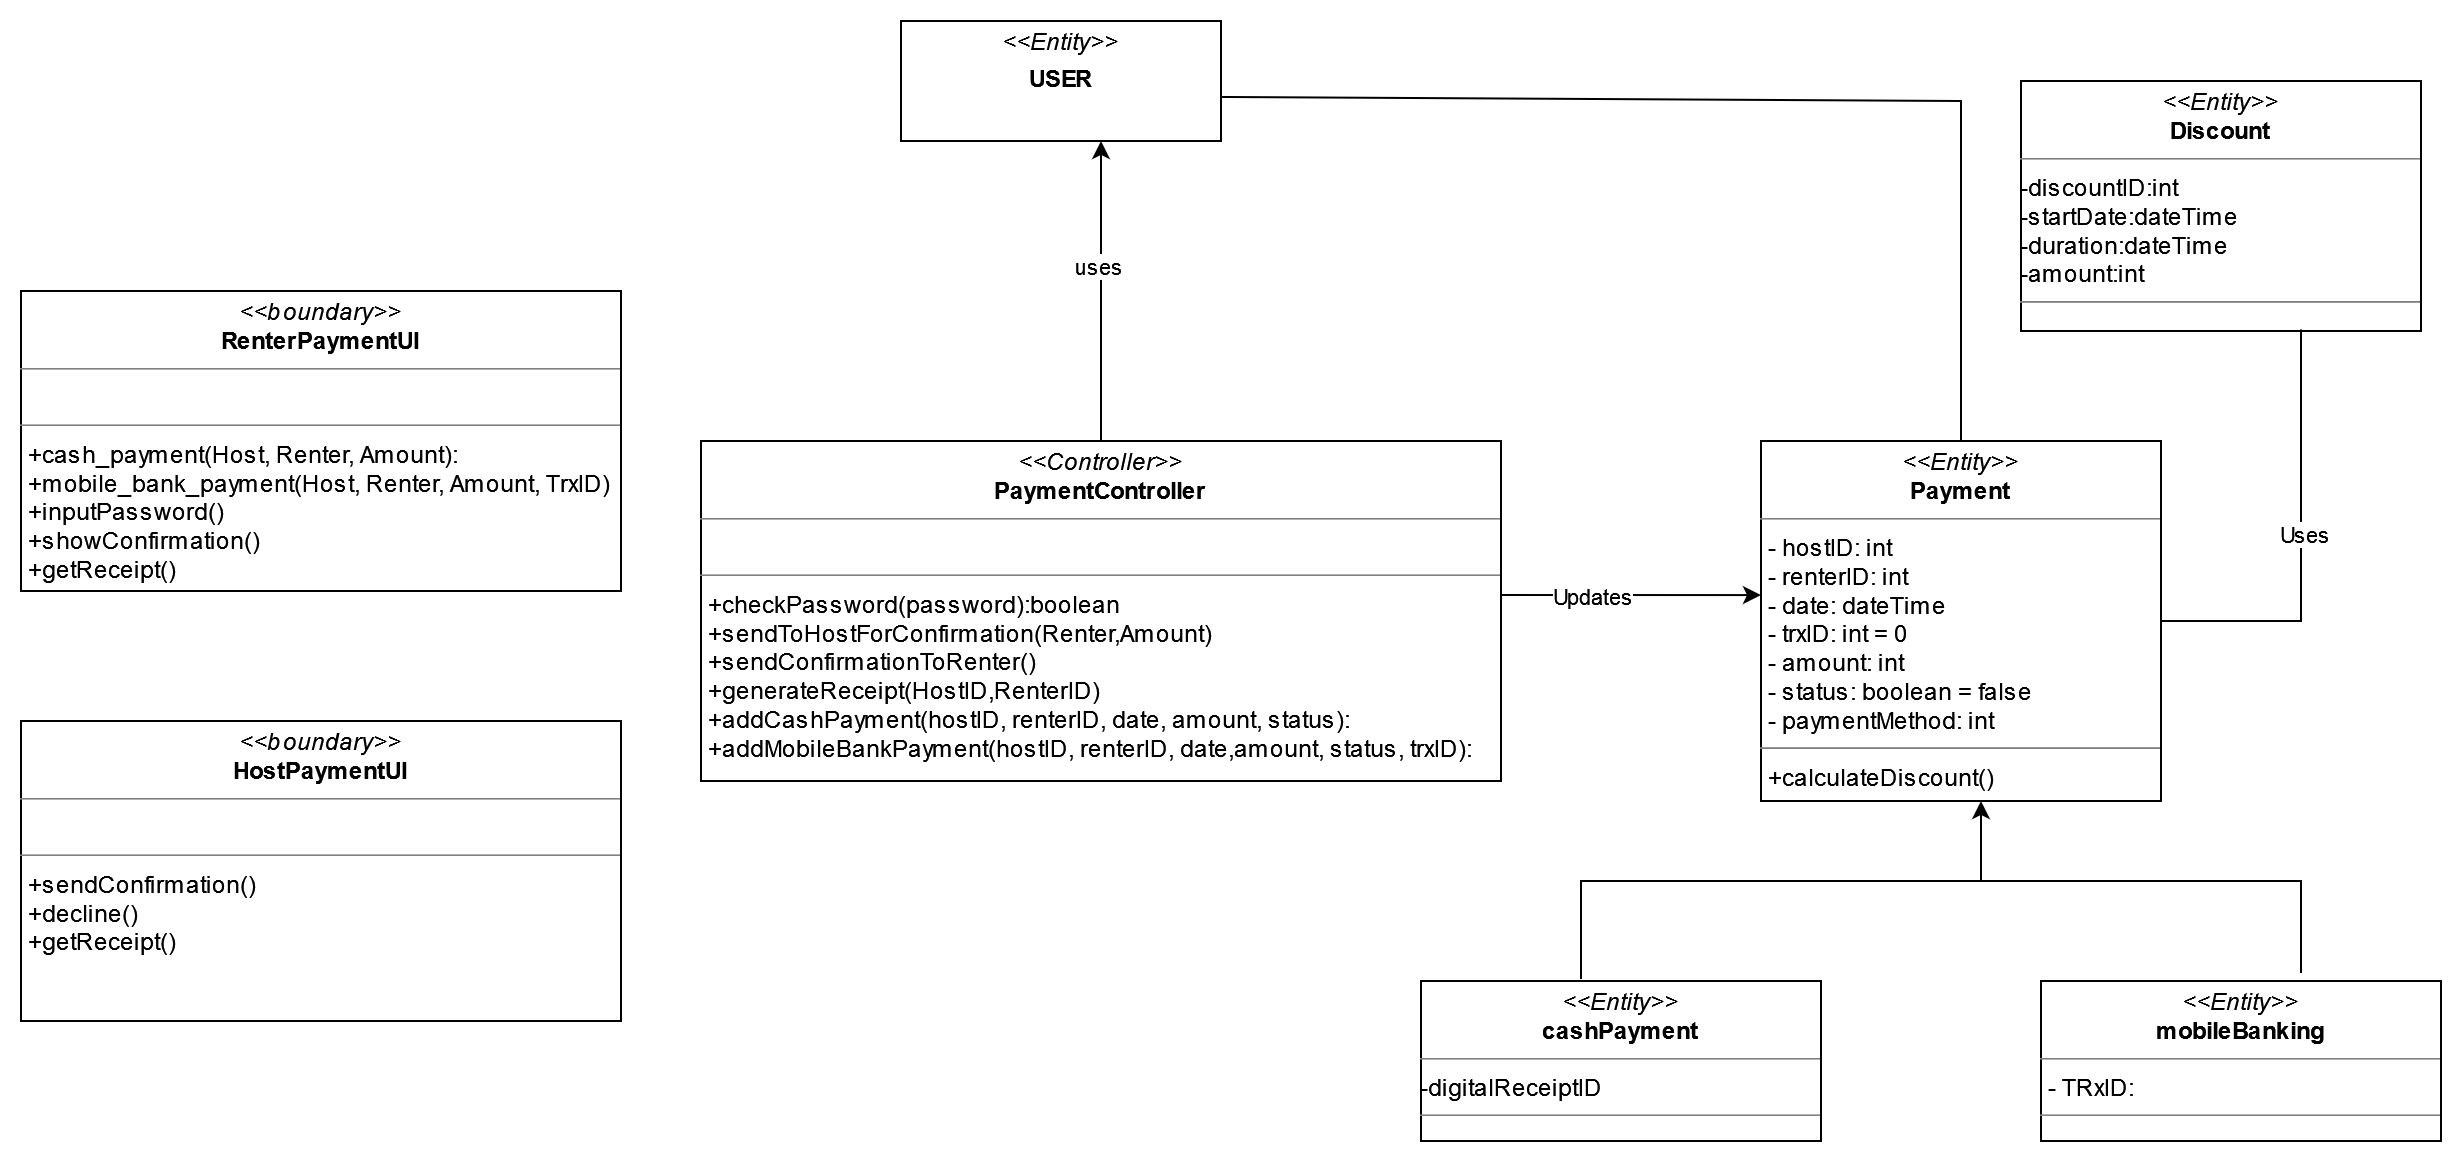 <<Entity>>
USER
<<Entity>>
Discount
-discountID:int
-startDate:dateTime
-duration:dateTime
-amount:int
uses
<<boundary>>
RenterPaymentUI
+cash_payment(Host, Renter, Amount):
+mobile_bank_payment(Host, Renter, Amount, TrxID)
+inputPassword()
+showConfirmation()
+getReceipt()
<<Controller>>
PaymentController
+checkPassword(password):boolean
+sendToHostForConfirmation(Renter,Amount)
+sendConfirmationToRenter()
+generateReceipt(HostID,RenterID)
+addCashPayment(hostID, renterID, date, amount, status):
+addMobileBankPayment(hostID, renterID, date,amount, status, trxID):
Updates
<<Entity>>
Payment
- hostID: int
- renterID: int
- date: dateTime
- trxID: int = 0
- amount: int
- status: boolean = false
- paymentMethod: int
+calculateDiscount()
Uses
<<boundary>>
HostPaymentUI
+sendConfirmation()
+decline()
+getReceipt()
<<Entity>>
cashPayment
-digitalReceiptID
<<Entity>>
mobileBanking
- TRxID: